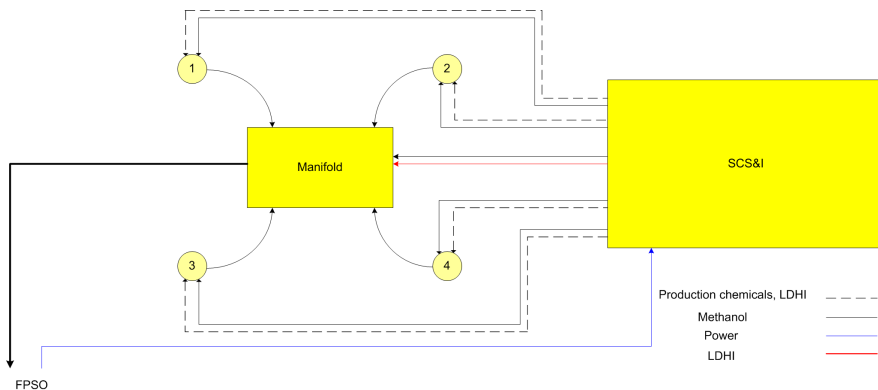 1
2
Manifold
SCS&I
3
4
Production chemicals, LDHI
Methanol
Power
LDHI
FPSO